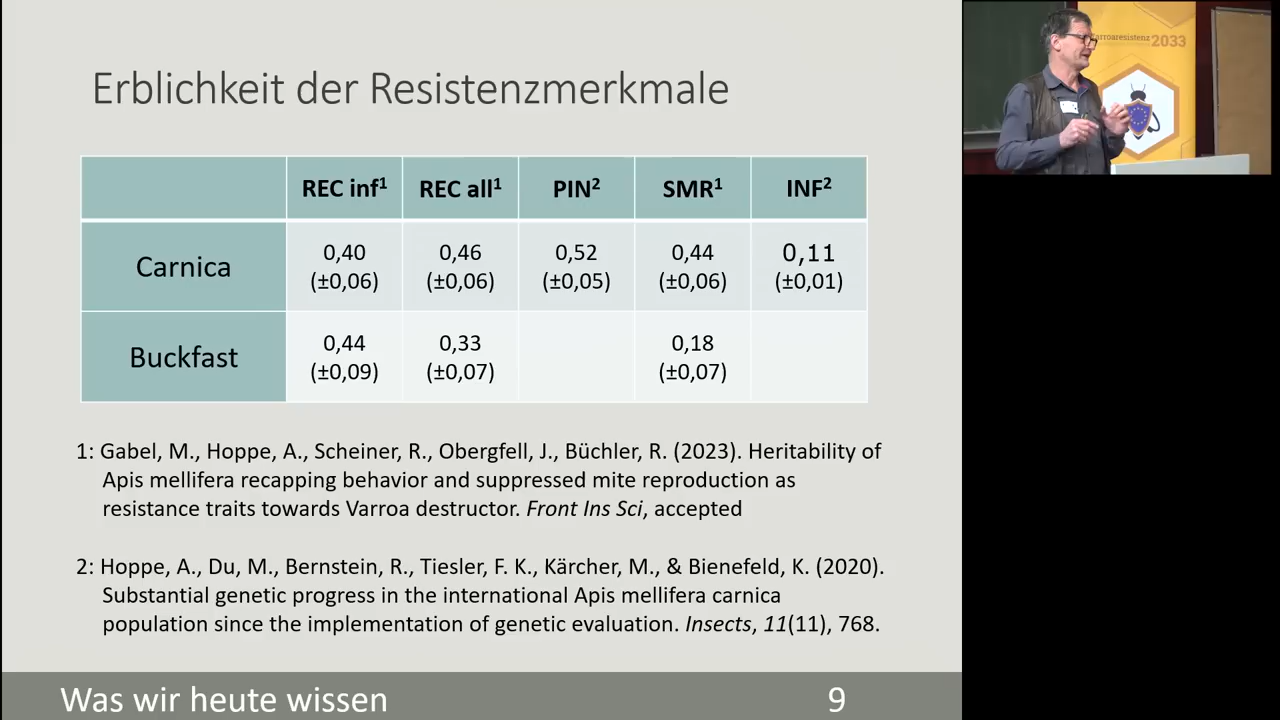 Erblichkeit der Resistenzmerkmale
REC inf¹ REC all¹ PIN² SMR¹ INF²
Carnica 0,40 (±0,06) 0,46 (±0,06) 0,52 (±0,05) 0,44 (±0,06) 0,11 (±0,01)
Buckfast 0,44 (±0,09) 0,33 (±0,07) 0,18 (±0,07)
1: Gabel, M., Hoppe, A., Scheiner, R., Obergfell, J., Büchler, R. (2023). Heritability of
Apis mellifera recapping behavior and suppressed mite reproduction as
resistance traits towards Varroa destructor. Front Ins Sci, accepted
2: Hoppe, A., Du, M., Bernstein, R., Tiesler, F. K., Kärcher, M., & Bienefeld, K. (2020).
Substantial genetic progress in the international Apis mellifera carnica
population since the implementation of genetic evaluation. Insects, 11(11), 768.
Was wir heute wissen 9
arroaresistenz 2033